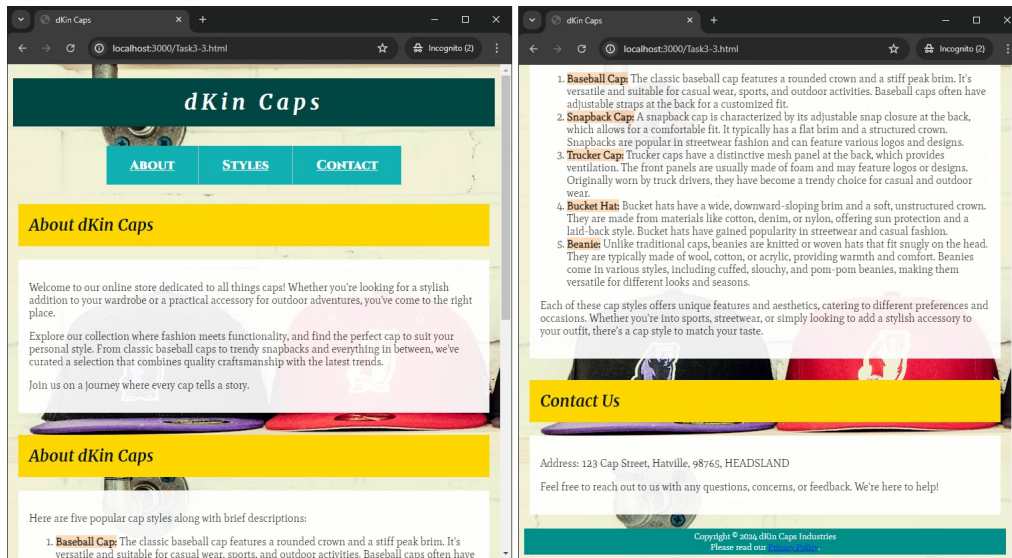 dKin Caps
localhost:3000/Task3-3.html
Incognito (2)
dKin Caps
About
Styles
Contact
About dKin Caps
Welcome to our online store dedicated to all things caps! Whether you're looking for a stylish
addition to your wardrobe or a practical accessory for outdoor adventures, you've come to the right
place.
Explore our collection where fashion meets functionality, and find the perfect cap to suit your
personal style. From classic baseball caps to trendy snapbacks and everything in between, we've
curated a selection that combines quality craftsmanship with the latest trends.
Join us on a journey where every cap tells a story.
About dKin Caps
Here are five popular cap styles along with brief descriptions:
1. Baseball Cap: The classic baseball cap features a rounded crown and a stiff peak brim. It's
versatile and suitable for casual wear, sports, and outdoor activities. Baseball caps often have
dKin Caps
localhost:3000/Task3-3.html
Incognito (2)
1. Baseball Cap: The classic baseball cap features a rounded crown and a stiff peak brim. It's
versatile and suitable for casual wear, sports, and outdoor activities. Baseball caps often have
adjustable straps at the back for a customized fit.
2. Snapback Cap: A snapback cap is characterized by its adjustable snap closure at the back,
which allows for a comfortable fit. It typically has a flat brim and a structured crown.
Snapbacks are popular in streetwear fashion and can feature various logos and designs.
3. Trucker Cap: Trucker caps have a distinctive mesh panel at the back, which provides
ventilation. The front panels are usually made of foam and may feature logos or designs.
Originally worn by truck drivers, they have become a trendy choice for casual and outdoor
wear.
4. Bucket Hat: Bucket hats have a wide, downward-sloping brim and a soft, unstructured crown.
They are made from materials like cotton, denim, or nylon, offering sun protection and a
laid-back style. Bucket hats have gained popularity in streetwear and casual fashion.
5. Beanie: Unlike traditional caps, beanies are knitted or woven hats that fit snugly on the head.
They are typically made of wool, cotton, or acrylic, providing warmth and comfort. Beanies
come in various styles, including cuffed, slouchy, and pom-pom beanies, making them
versatile for different looks and seasons.
Each of these cap styles offers unique features and aesthetics, catering to different preferences and
occasions. Whether you're into sports, streetwear, or simply looking to add a stylish accessory to
your outfit, there's a cap style to match your taste.
Contact Us
Address: 123 Cap Street, Hatville, 98765, HEADSLAND
Feel free to reach out to us with any questions, concerns, or feedback. We're here to help!
Copyright © 2024 dKin Caps Industries
Please read our Privacy Policy.